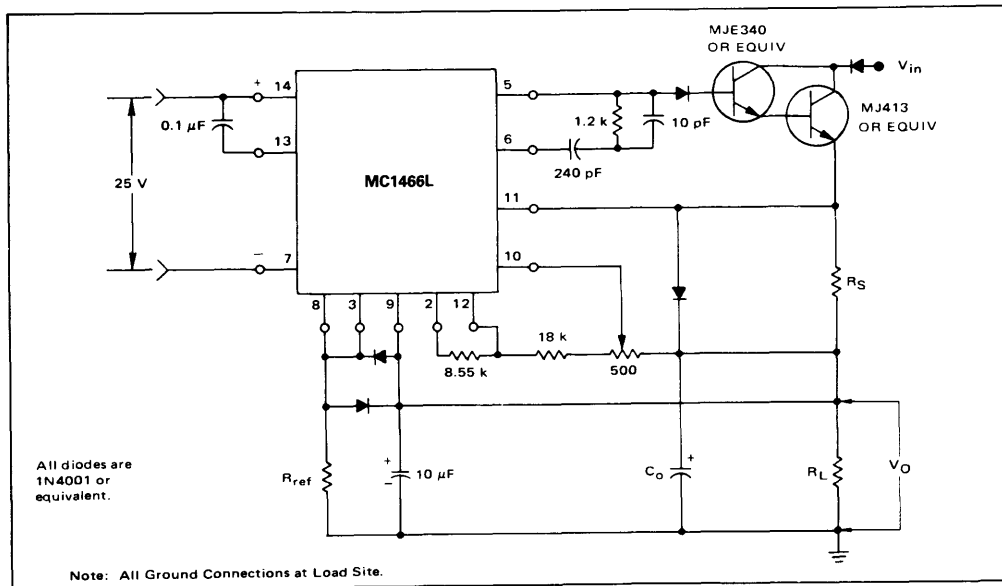 MJE340
OR EQUIV
Vin
MJ413
OR EQUIV
+
14
5
0.1 µF
1.2 k
10 pF
13
6
240 pF
25 V
MC1466L
11
−
7
10
8
3
9
2
12
RS
18 k
8.55 k
500
All diodes are
1N4001 or
equivalent.
Rref
+
−
10 µF
Co
+
RL
VO
Note: All Ground Connections at Load Site.